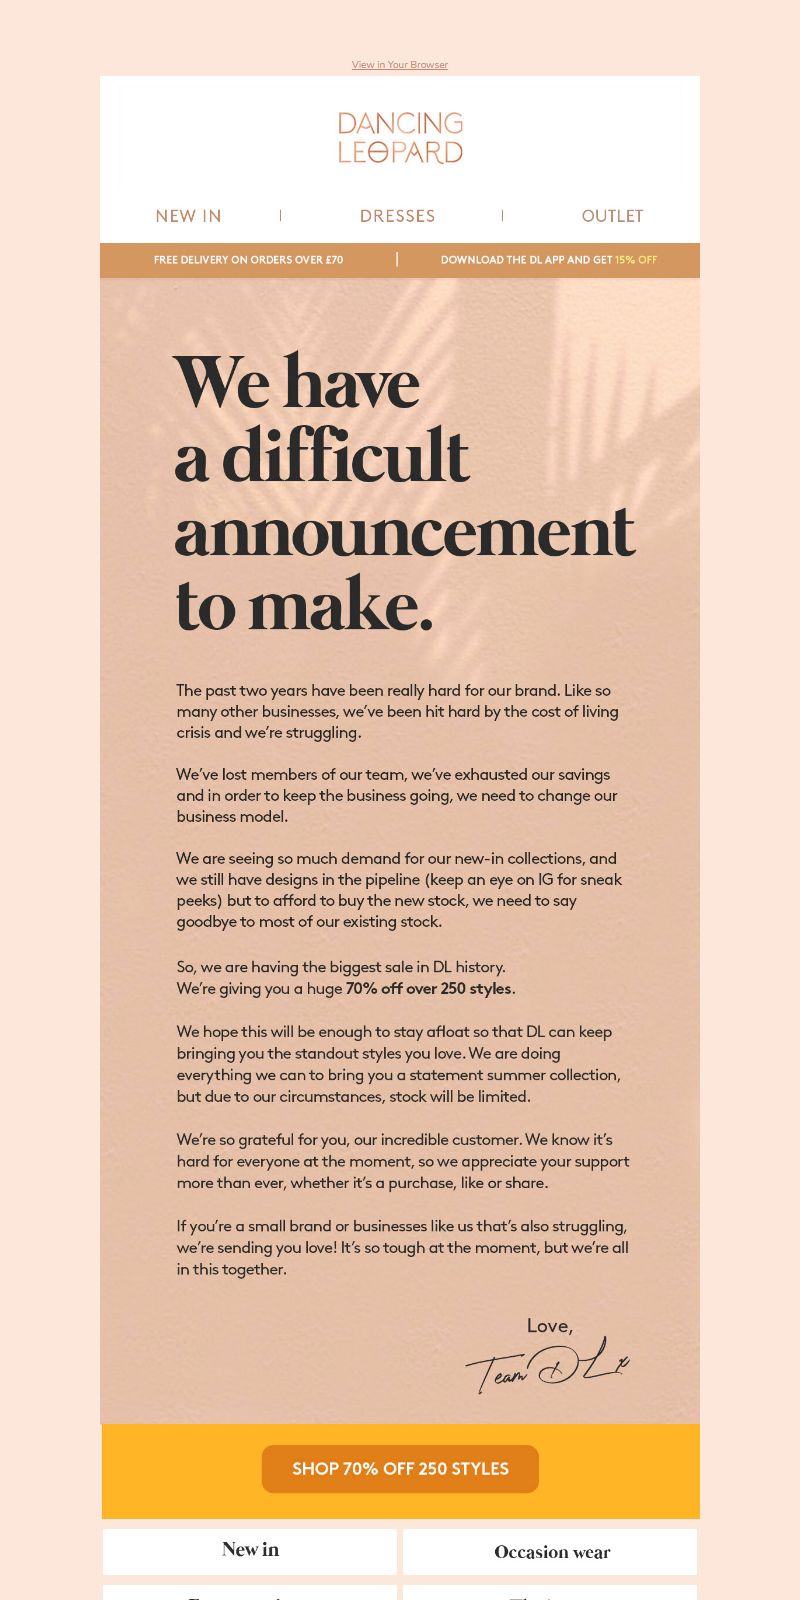 View in Your Browser
DANCING
LEOPARD
NEW IN | DRESSES | OUTLET
FREE DELIVERY ON ORDERS OVER £70 | DOWNLOAD THE DL APP AND GET 15% OFF
We have
a difficult
announcement
to make.
The past two years have been really hard for our brand. Like so
many other businesses, we've been hit hard by the cost of living
crisis and we're struggling.
We've lost members of our team, we've exhausted our savings
and in order to keep the business going, we need to change our
business model.
We are seeing so much demand for our new-in collections, and
we still have designs in the pipeline (keep an eye on IG for sneak
peeks) but to afford to buy the new stock, we need to say
goodbye to most of our existing stock.
So, we are having the biggest sale in DL history.
We're giving you a huge 70% off over 250 styles.
We hope this will be enough to stay afloat so that DL can keep
bringing you the standout styles you love. We are doing
everything we can to bring you a statement summer collection,
but due to our circumstances, stock will be limited.
We're so grateful for you, our incredible customer. We know it's
hard for everyone at the moment, so we appreciate your support
more than ever, whether it's a purchase, like or share.
If you're a small brand or businesses like us that's also struggling,
we're sending you love! It's so tough at the moment, but we're all
in this together.
Love,
Team DL x
SHOP 70% OFF 250 STYLES
New in
Occasion wear